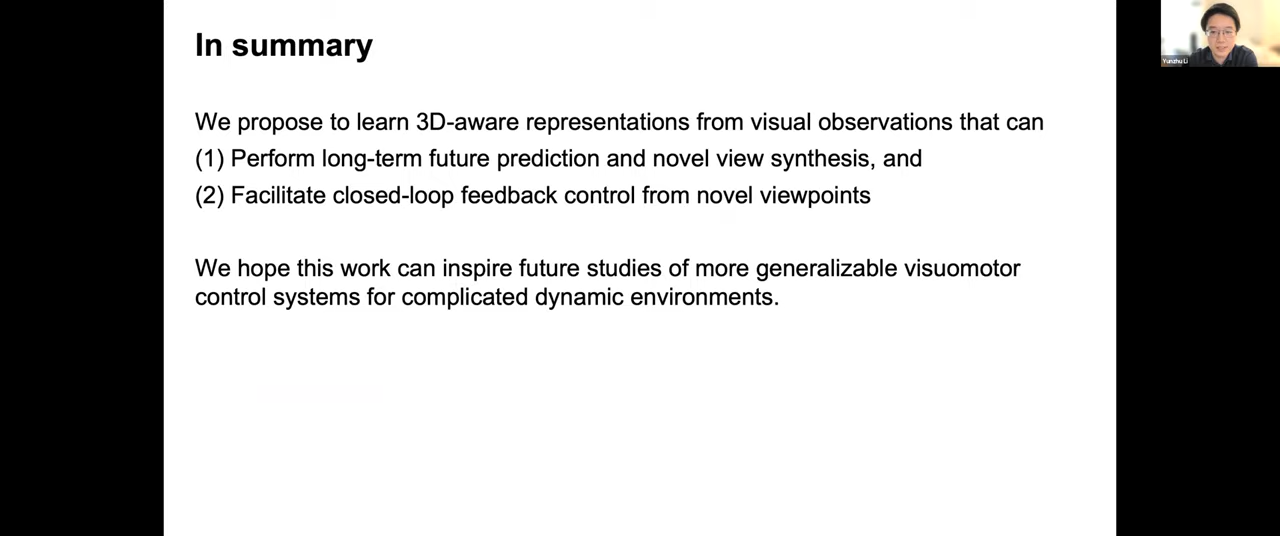 In summary
We propose to learn 3D-aware representations from visual observations that can
(1) Perform long-term future prediction and novel view synthesis, and
(2) Facilitate closed-loop feedback control from novel viewpoints
We hope this work can inspire future studies of more generalizable visuomotor
control systems for complicated dynamic environments.
Yunzhu Li